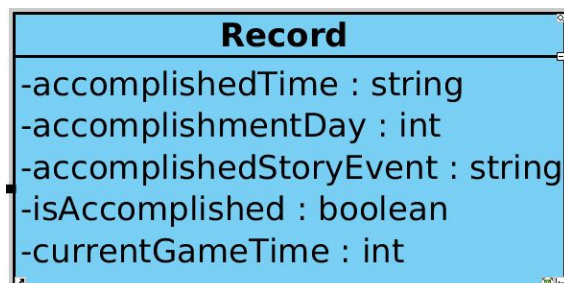 Record
-accomplishedTime : string
-accomplishmentDay : int
-accomplishedStoryEvent : string
-isAccomplished : boolean
-currentGameTime : int